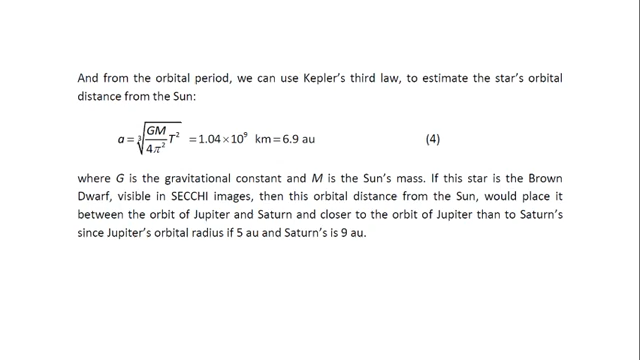 And from the orbital period, we can use Kepler's third law, to estimate the star's orbital
distance from the Sun:
a = ∛(GM/4π² T²) = 1.04×10⁹ km = 6.9 au (4)
where G is the gravitational constant and M is the Sun's mass. If this star is the Brown
Dwarf, visible in SECCHI images, then this orbital distance from the Sun, would place it
between the orbit of Jupiter and Saturn and closer to the orbit of Jupiter than to Saturn's
since Jupiter's orbital radius if 5 au and Saturn's is 9 au.